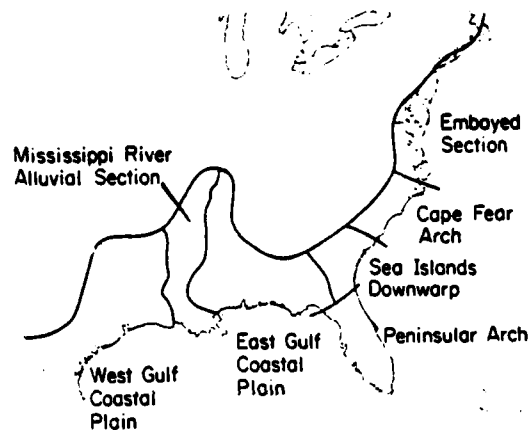 Embayed
Section
Mississippi River
Alluvial Section
Cape Fear
Arch
Sea Islands
Downwarp
Peninsular Arch
East Gulf
Coastal
Plain
West Gulf
Coastal
Plain